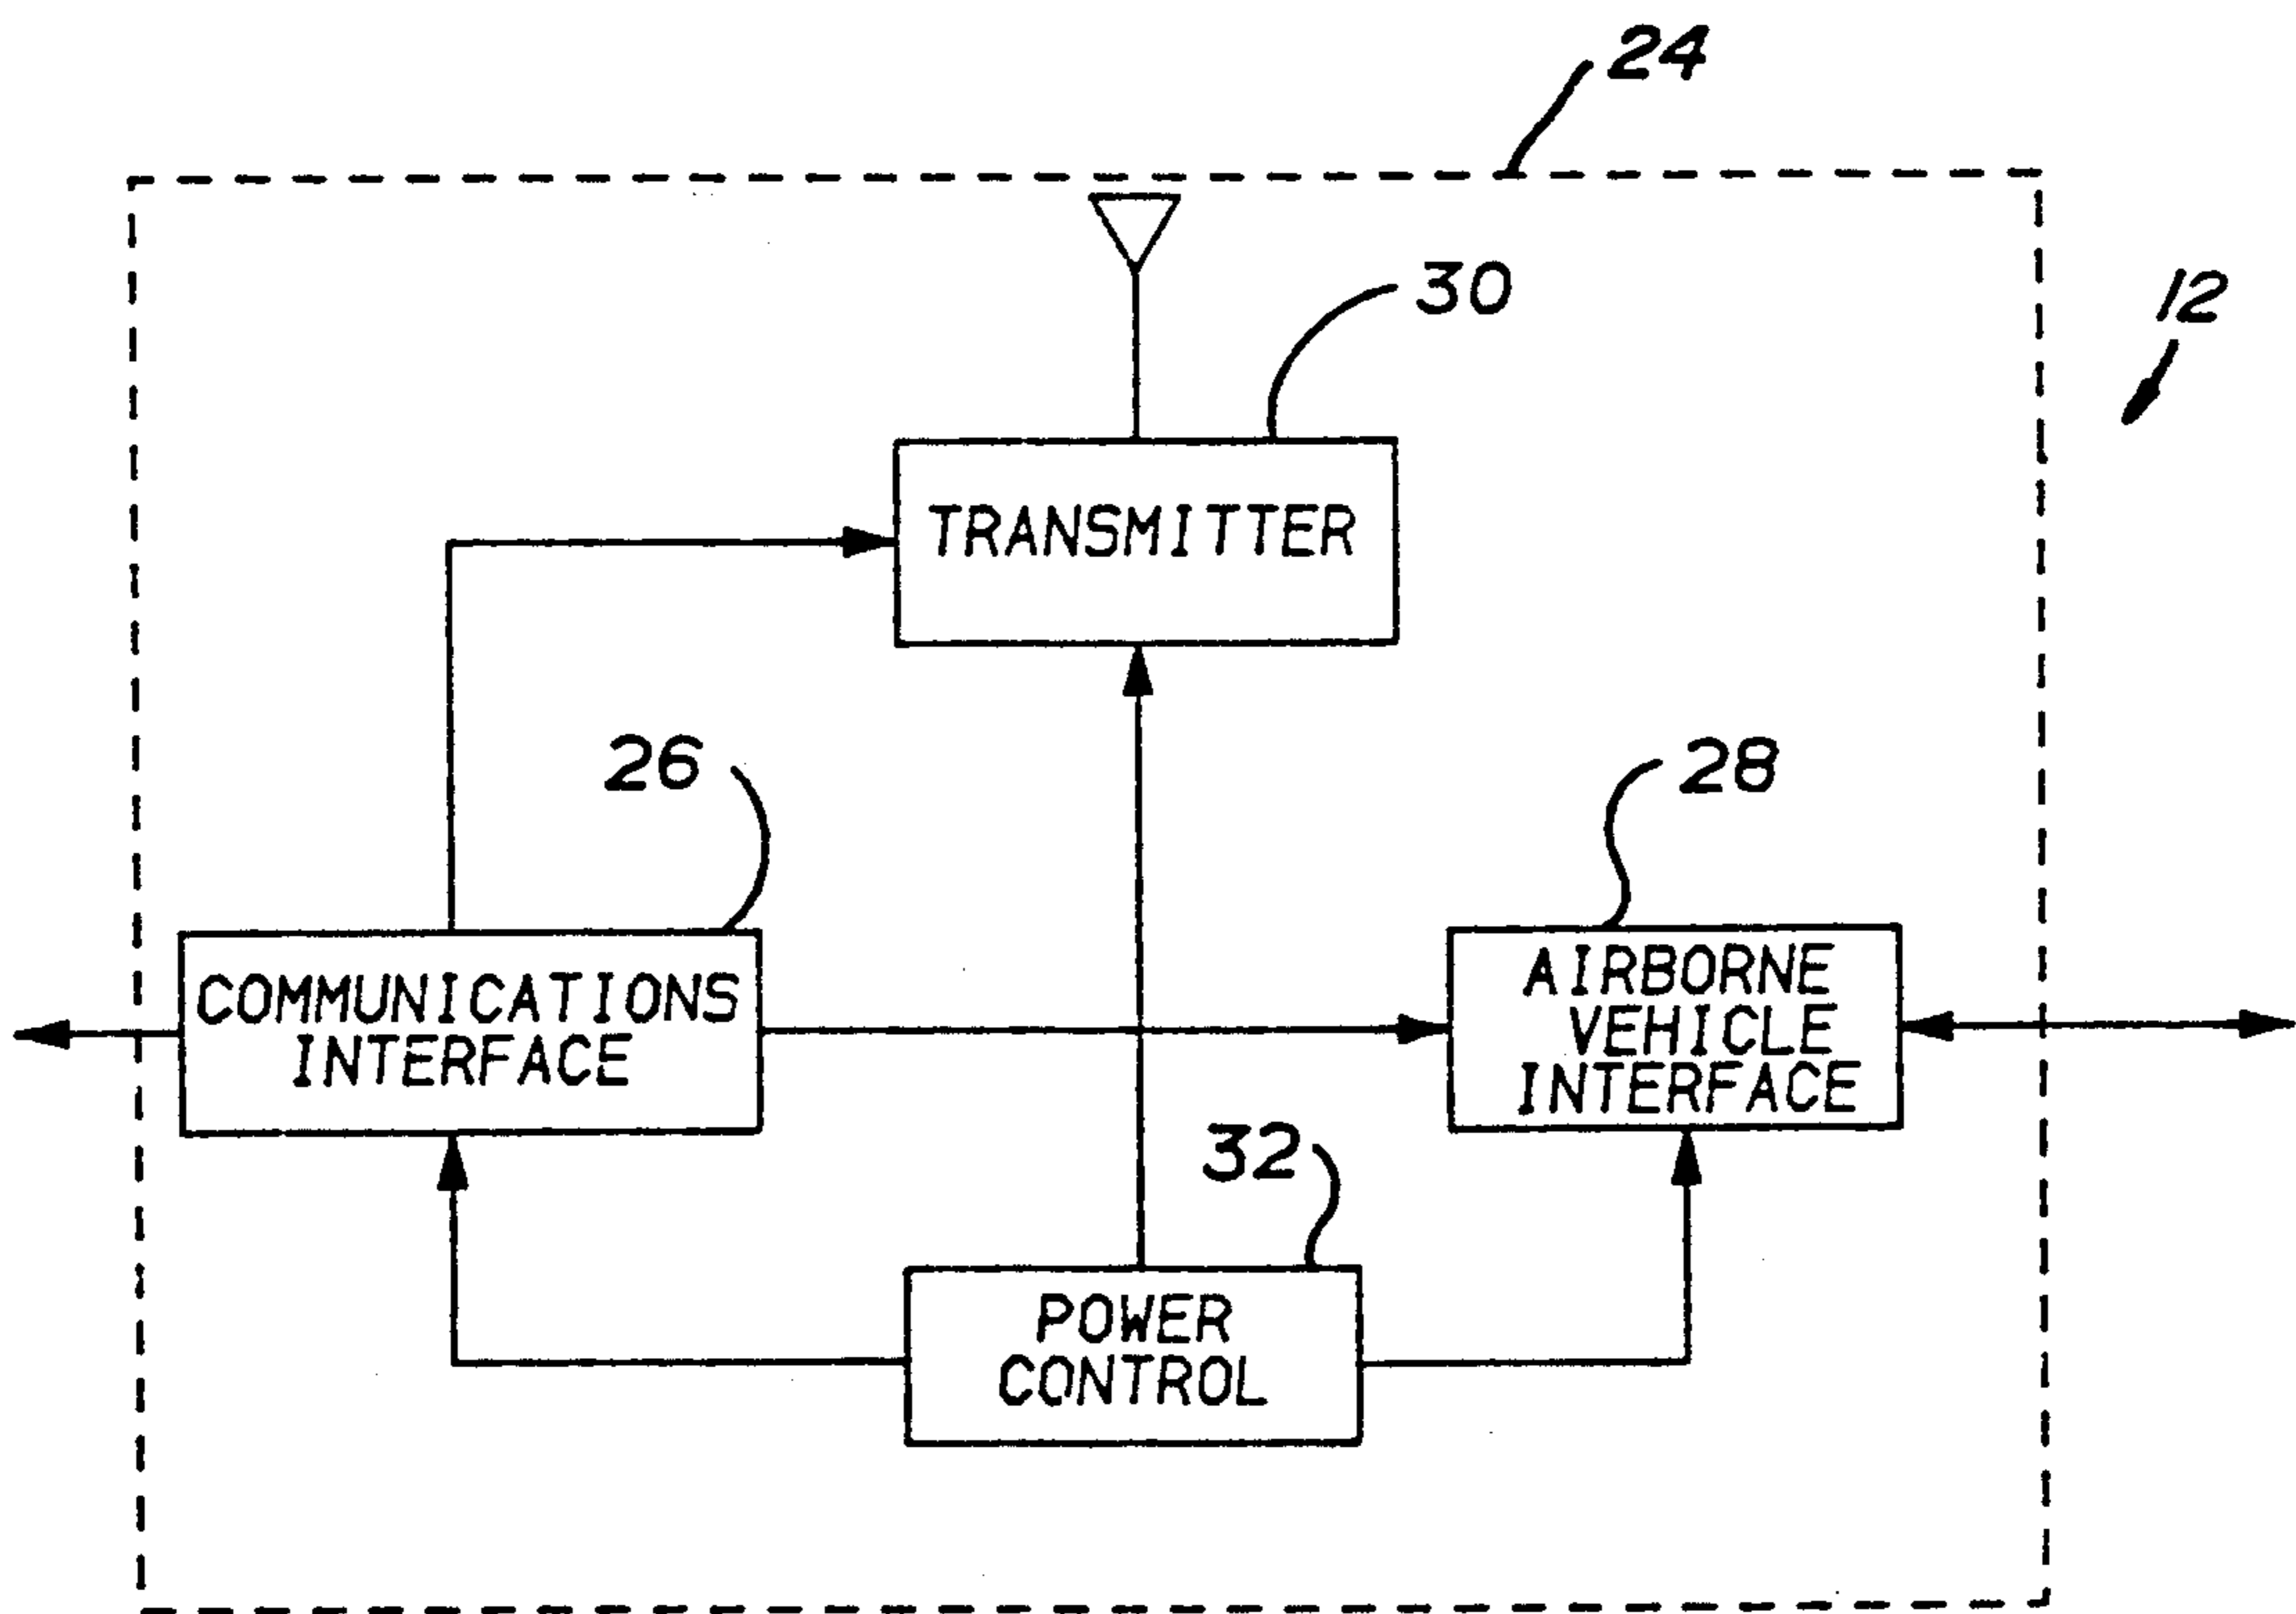 24
12
30
TRANSMITTER
26
28
COMMUNICATIONS
INTERFACE
AIRBORNE
VEHICLE
INTERFACE
32
POWER
CONTROL